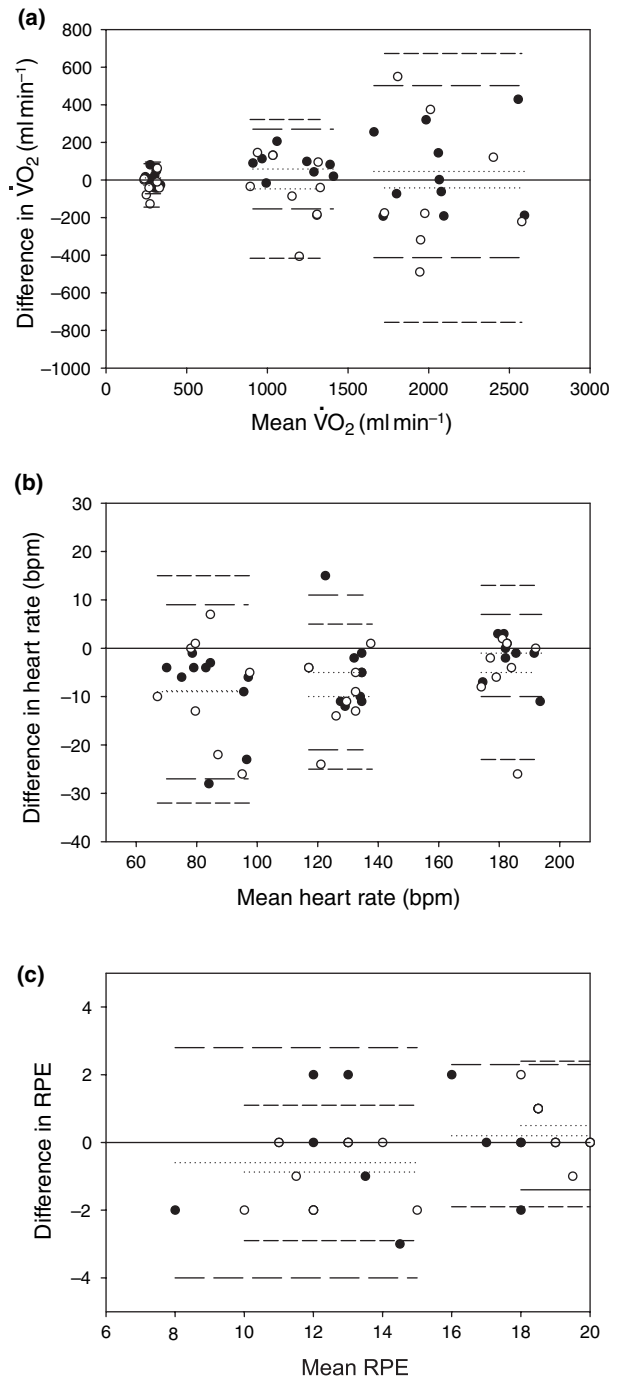 (a)
800
600
400
200
0
−200
−400
−600
−800
−1000
Difference in V̇O₂ (ml min⁻¹)
0 500 1000 1500 2000 2500 3000
Mean V̇O₂ (ml min⁻¹)
(b)
30
20
10
0
−10
−20
−30
−40
Difference in heart rate (bpm)
60 80 100 120 140 160 180 200
Mean heart rate (bpm)
(c)
4
2
0
−2
−4
Difference in RPE
6 8 10 12 14 16 18 20
Mean RPE